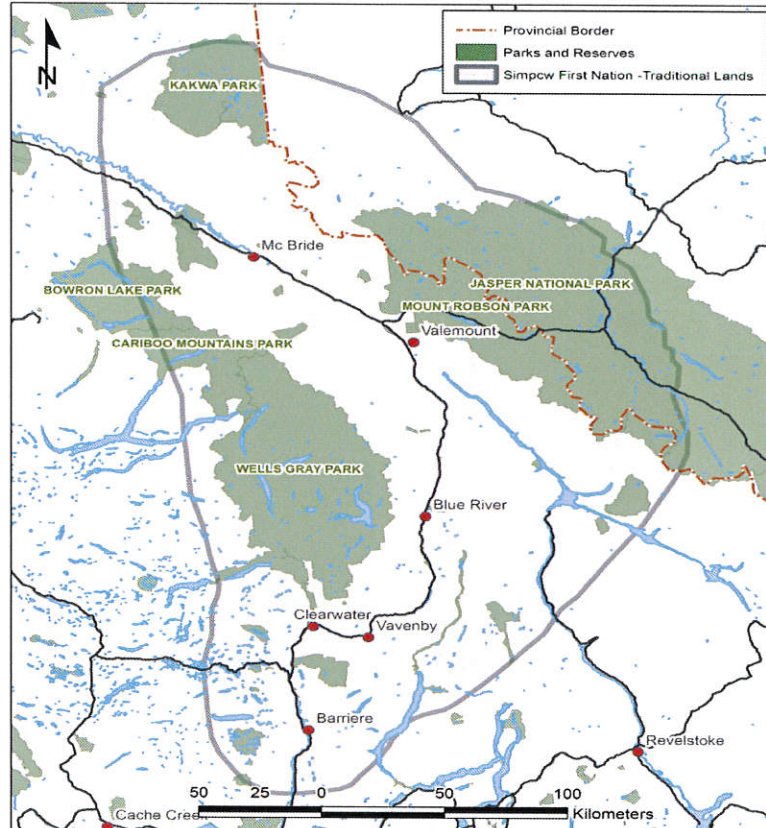 N
Provincial Border
Parks and Reserves
Simpcw First Nation -Traditional Lands
KAKWA PARK
Mc Bride
BOWRON LAKE PARK
JASPER NATIONAL PARK
MOUNT ROBSON PARK
CARIBOO MOUNTAINS PARK
Valemount
WELLS GRAY PARK
Blue River
Clearwater
Vavenby
Barriere
Revelstoke
50 25 0 50 100
Kilometers
Cache Creek